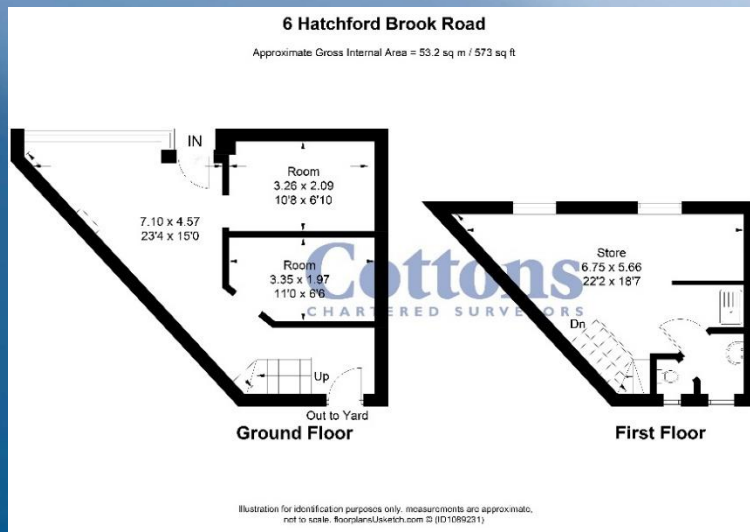 6 Hatchford Brook Road
Approximate Gross Internal Area = 53.2 sq m / 573 sq ft
IN
Room
3.26 x 2.09
10'8 x 6'10
7.10 x 4.57
23'4 x 15'0
Room
3.35 x 1.97
11'0 x 6'6
Up
Out to Yard
Ground Floor
Store
6.75 x 5.66
22'2 x 18'7
Dn
First Floor
Cottons
CHARTERED SURVEYORS
Illustration for identification purposes only, measurements are approximate,
not to scale. floorplansUsketch.com © (ID1089231)